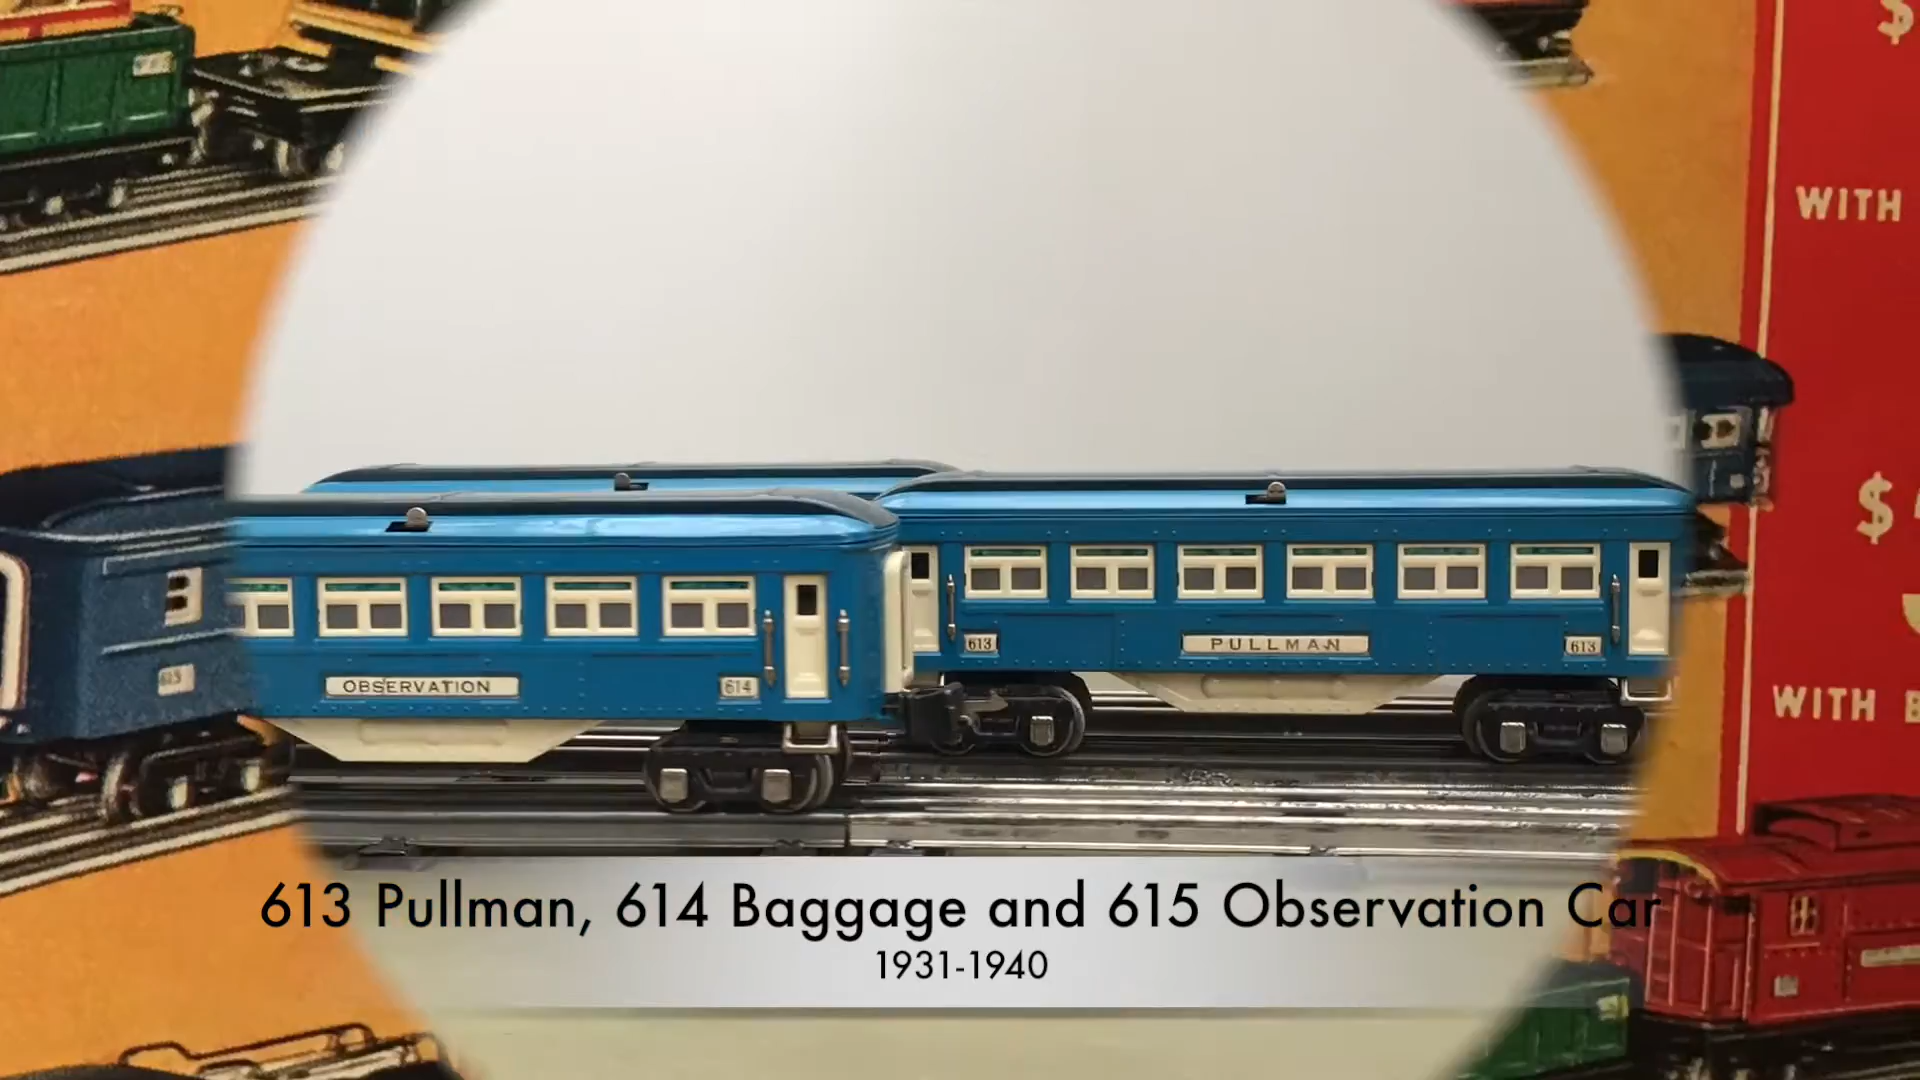 $
WITH
$
613 PULLMAN 613
OBSERVATION 614
WITH B
613 Pullman, 614 Baggage and 615 Observation Car
1931-1940